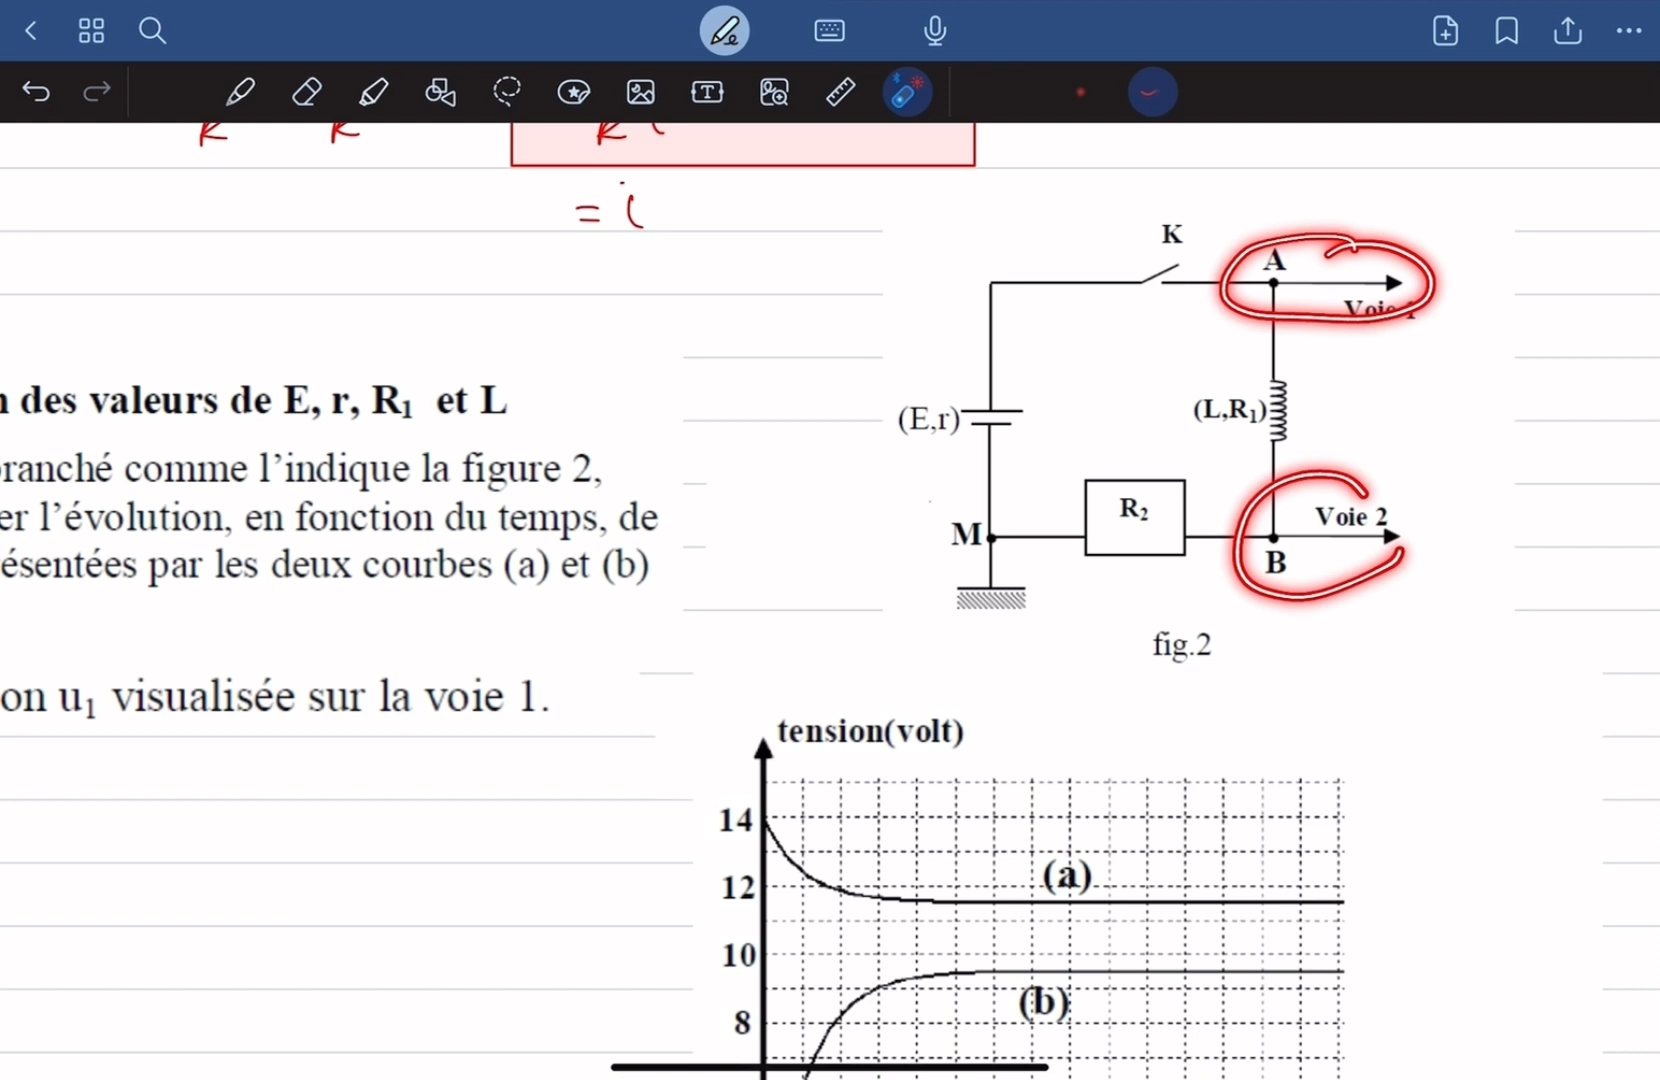 = i
K
A
(E,r)
(L,R₁)
R₂
Voie 2
M
B
fig.2
des valeurs de E, r, R₁ et L
ranché comme l’indique la figure 2,
er l’évolution, en fonction du temps, de
ésentées par les deux courbes (a) et (b)
on u₁ visualisée sur la voie 1.
tension(volt)
14
(a)
12
10
(b)
8